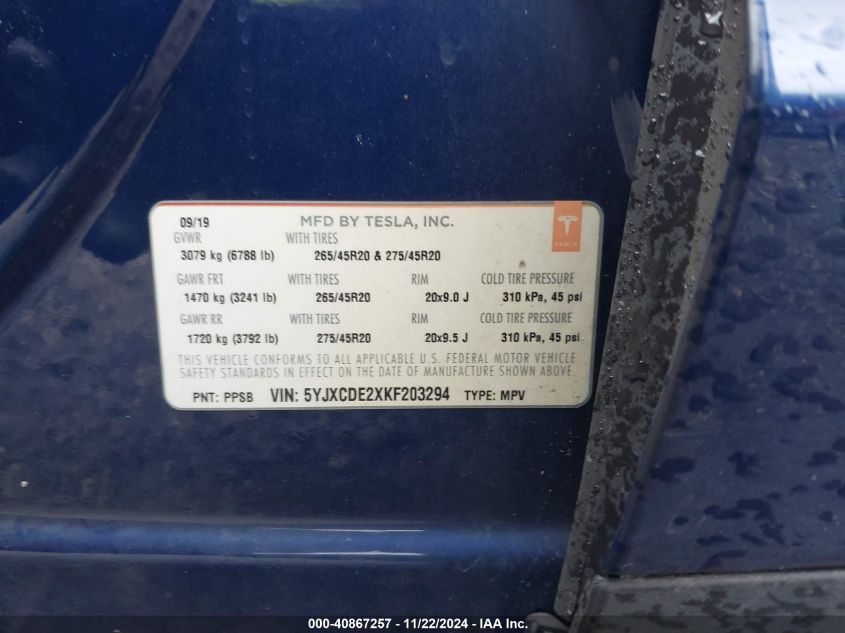 09/19 MFD BY TESLA, INC.
TESLA
GVWR WITH TIRES
3079 kg (6788 lb) 265/45R20 & 275/45R20
GAWR FRT WITH TIRES RIM COLD TIRE PRESSURE
1470 kg (3241 lb) 265/45R20 20x9.0 J 310 kPa, 45 psi
GAWR RR WITH TIRES RIM COLD TIRE PRESSURE
1720 kg (3792 lb) 275/45R20 20x9.5 J 310 kPa, 45 psi
THIS VEHICLE CONFORMS TO ALL APPLICABLE U.S. FEDERAL MOTOR VEHICLE
SAFETY STANDARDS IN EFFECT ON THE DATE OF MANUFACTURE SHOWN ABOVE.
PNT: PPSB VIN: 5YJXCDE2XKF203294 TYPE: MPV
000-40867257 - 11/22/2024 - IAA Inc.